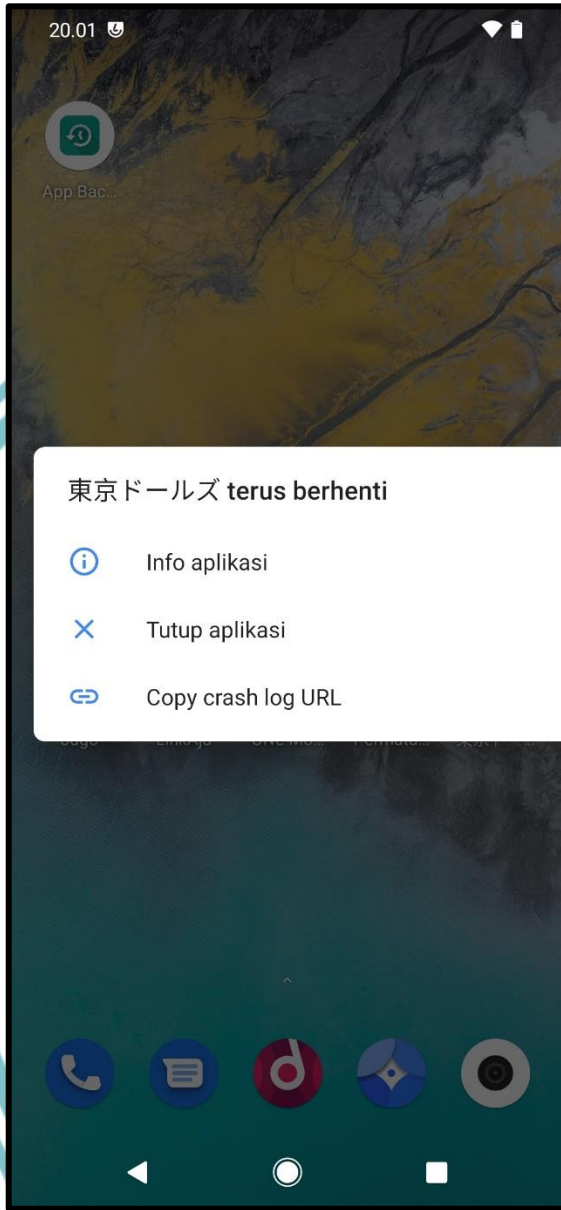 20.01
App Bac...
東京ドールズ terus berhenti
Info aplikasi
Tutup aplikasi
Copy crash log URL